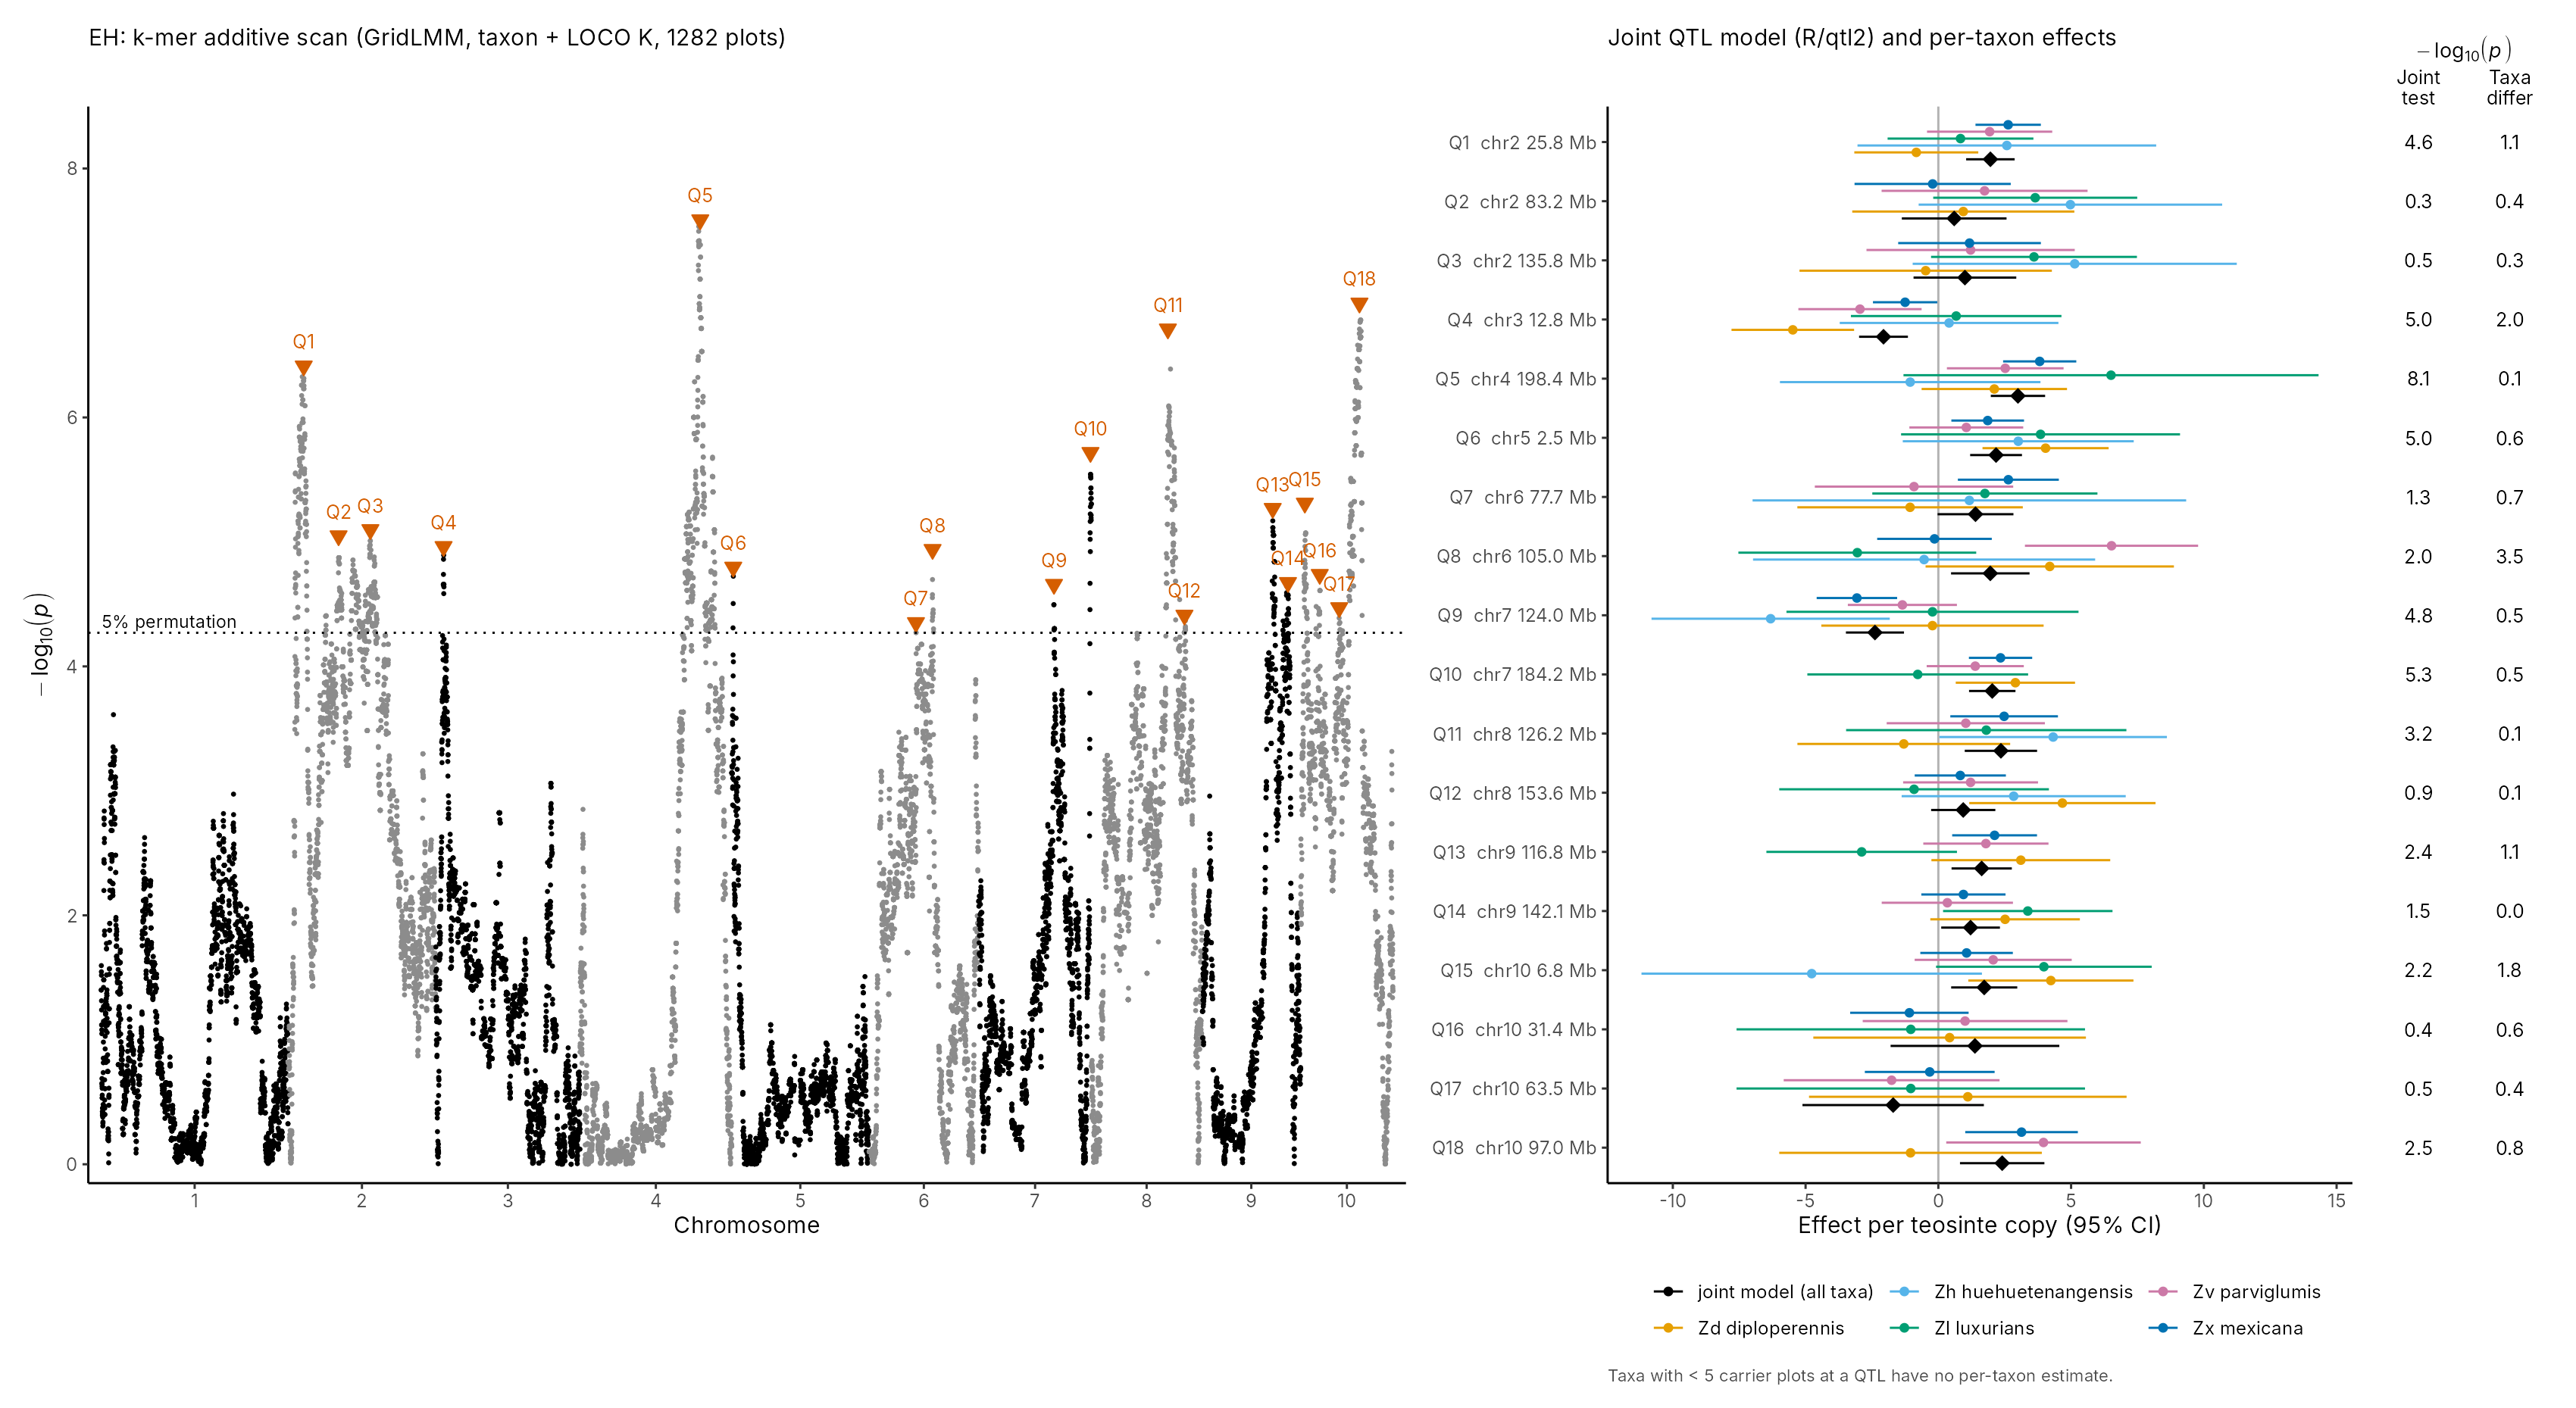 EH: k-mer additive scan (GridLMM, taxon + LOCO K, 1282 plots)
Joint QTL model (R/qtl2) and per-taxon effects
−log10(p)
Joint test
Taxa differ
8
6
4
2
0
−log10(p)
5% permutation
Q1
Q2
Q3
Q4
Q5
Q6
Q7
Q8
Q9
Q10
Q11
Q12
Q13
Q14
Q15
Q16
Q17
Q18
1 2 3 4 5 6 7 8 9 10
Chromosome
Q1 chr2 25.8 Mb 4.6 1.1
Q2 chr2 83.2 Mb 0.3 0.4
Q3 chr2 135.8 Mb 0.5 0.3
Q4 chr3 12.8 Mb 5.0 2.0
Q5 chr4 198.4 Mb 8.1 0.1
Q6 chr5 2.5 Mb 5.0 0.6
Q7 chr6 77.7 Mb 1.3 0.7
Q8 chr6 105.0 Mb 2.0 3.5
Q9 chr7 124.0 Mb 4.8 0.5
Q10 chr7 184.2 Mb 5.3 0.5
Q11 chr8 126.2 Mb 3.2 0.1
Q12 chr8 153.6 Mb 0.9 0.1
Q13 chr9 116.8 Mb 2.4 1.1
Q14 chr9 142.1 Mb 1.5 0.0
Q15 chr10 6.8 Mb 2.2 1.8
Q16 chr10 31.4 Mb 0.4 0.6
Q17 chr10 63.5 Mb 0.5 0.4
Q18 chr10 97.0 Mb 2.5 0.8
-10 -5 0 5 10 15
Effect per teosinte copy (95% CI)
joint model (all taxa) Zh huehuetenangensis Zv parviglumis
Zd diploperennis Zl luxurians Zx mexicana
Taxa with < 5 carrier plots at a QTL have no per-taxon estimate.